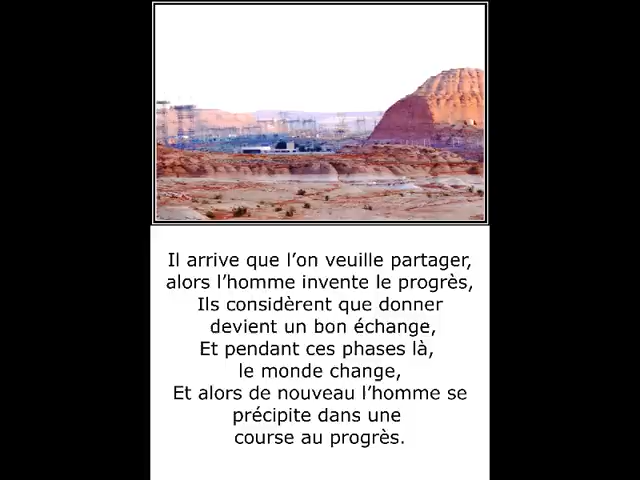 Il arrive que l’on veuille partager,
alors l’homme invente le progrès,
Ils considèrent que donner
devient un bon échange,
Et pendant ces phases là,
le monde change,
Et alors de nouveau l’homme se
précipite dans une
course au progrès.